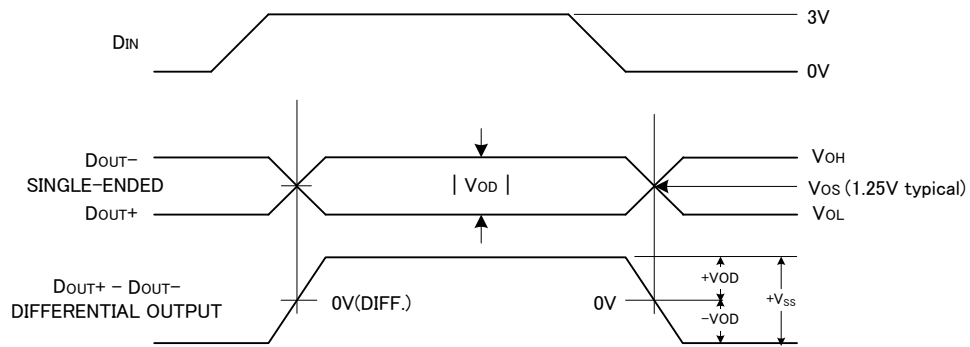 3V
DIN
0V
DOUT-
VOH
SINGLE-ENDED
| VOD |
VOS (1.25V typical)
DOUT+
VOL
DOUT+ - DOUT-
DIFFERENTIAL OUTPUT
0V(DIFF.)
0V
+VOD
-VOD
+VSS